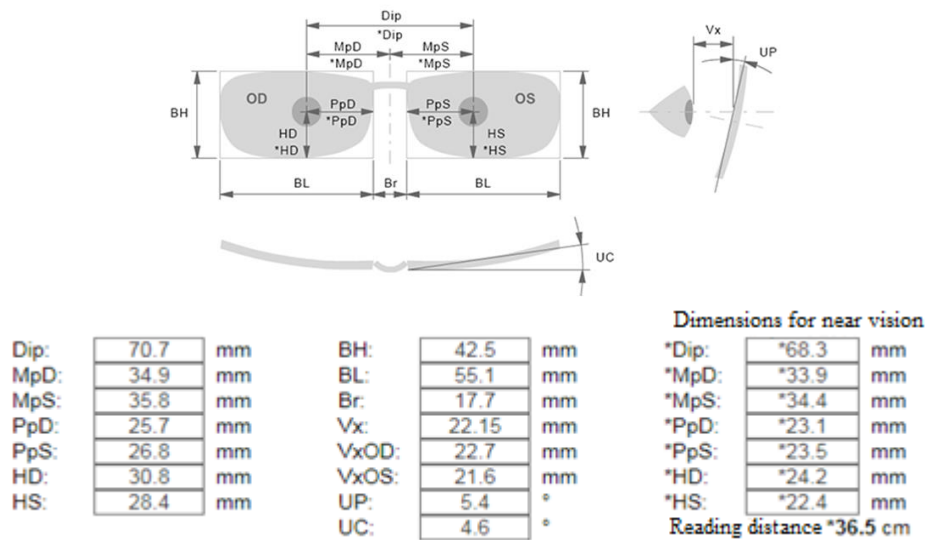 Dip
*Dip
MpD MpS
*MpD *MpS
Vx
UP
OD OS
BH PpD PpS BH
*PpD *PpS
HD HS
*HD *HS
BL Br BL
UC
Dimensions for near vision
Dip: 70.7 mm BH: 42.5 mm *Dip: *68.3 mm
MpD: 34.9 mm BL: 55.1 mm *MpD: *33.9 mm
MpS: 35.8 mm Br: 17.7 mm *MpS: *34.4 mm
PpD: 25.7 mm Vx: 22.15 mm *PpD: *23.1 mm
PpS: 26.8 mm VxOD: 22.7 mm *PpS: *23.5 mm
HD: 30.8 mm VxOS: 21.6 mm *HD: *24.2 mm
HS: 28.4 mm UP: 5.4 ° *HS: *22.4 mm
UC: 4.6 ° Reading distance *36.5 cm